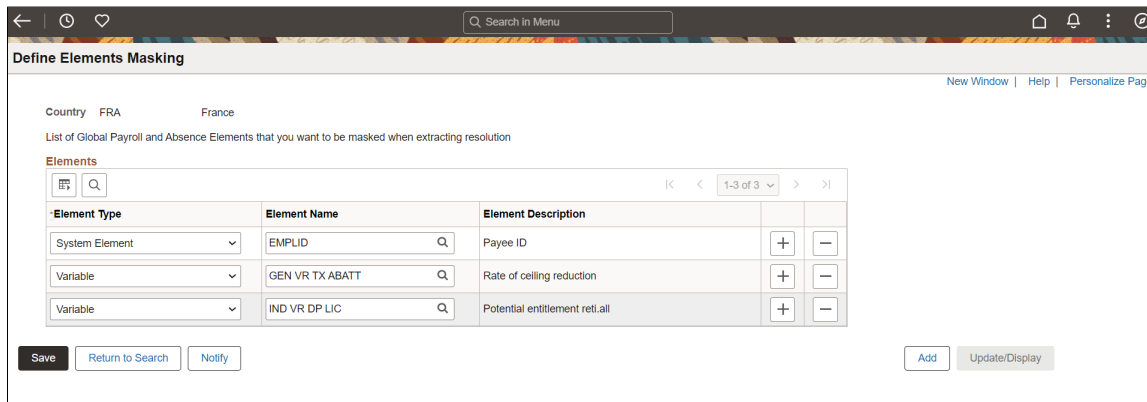 Search in Menu
Define Elements Masking
New Window | Help | Personalize Pag
Country FRA France
List of Global Payroll and Absence Elements that you want to be masked when extracting resolution
Elements
1-3 of 3
*Element Type Element Name Element Description
System Element EMPLID Payee ID
Variable GEN VR TX ABATT Rate of ceiling reduction
Variable IND VR DP LIC Potential entitlement reti.all
Save Return to Search Notify Add Update/Display